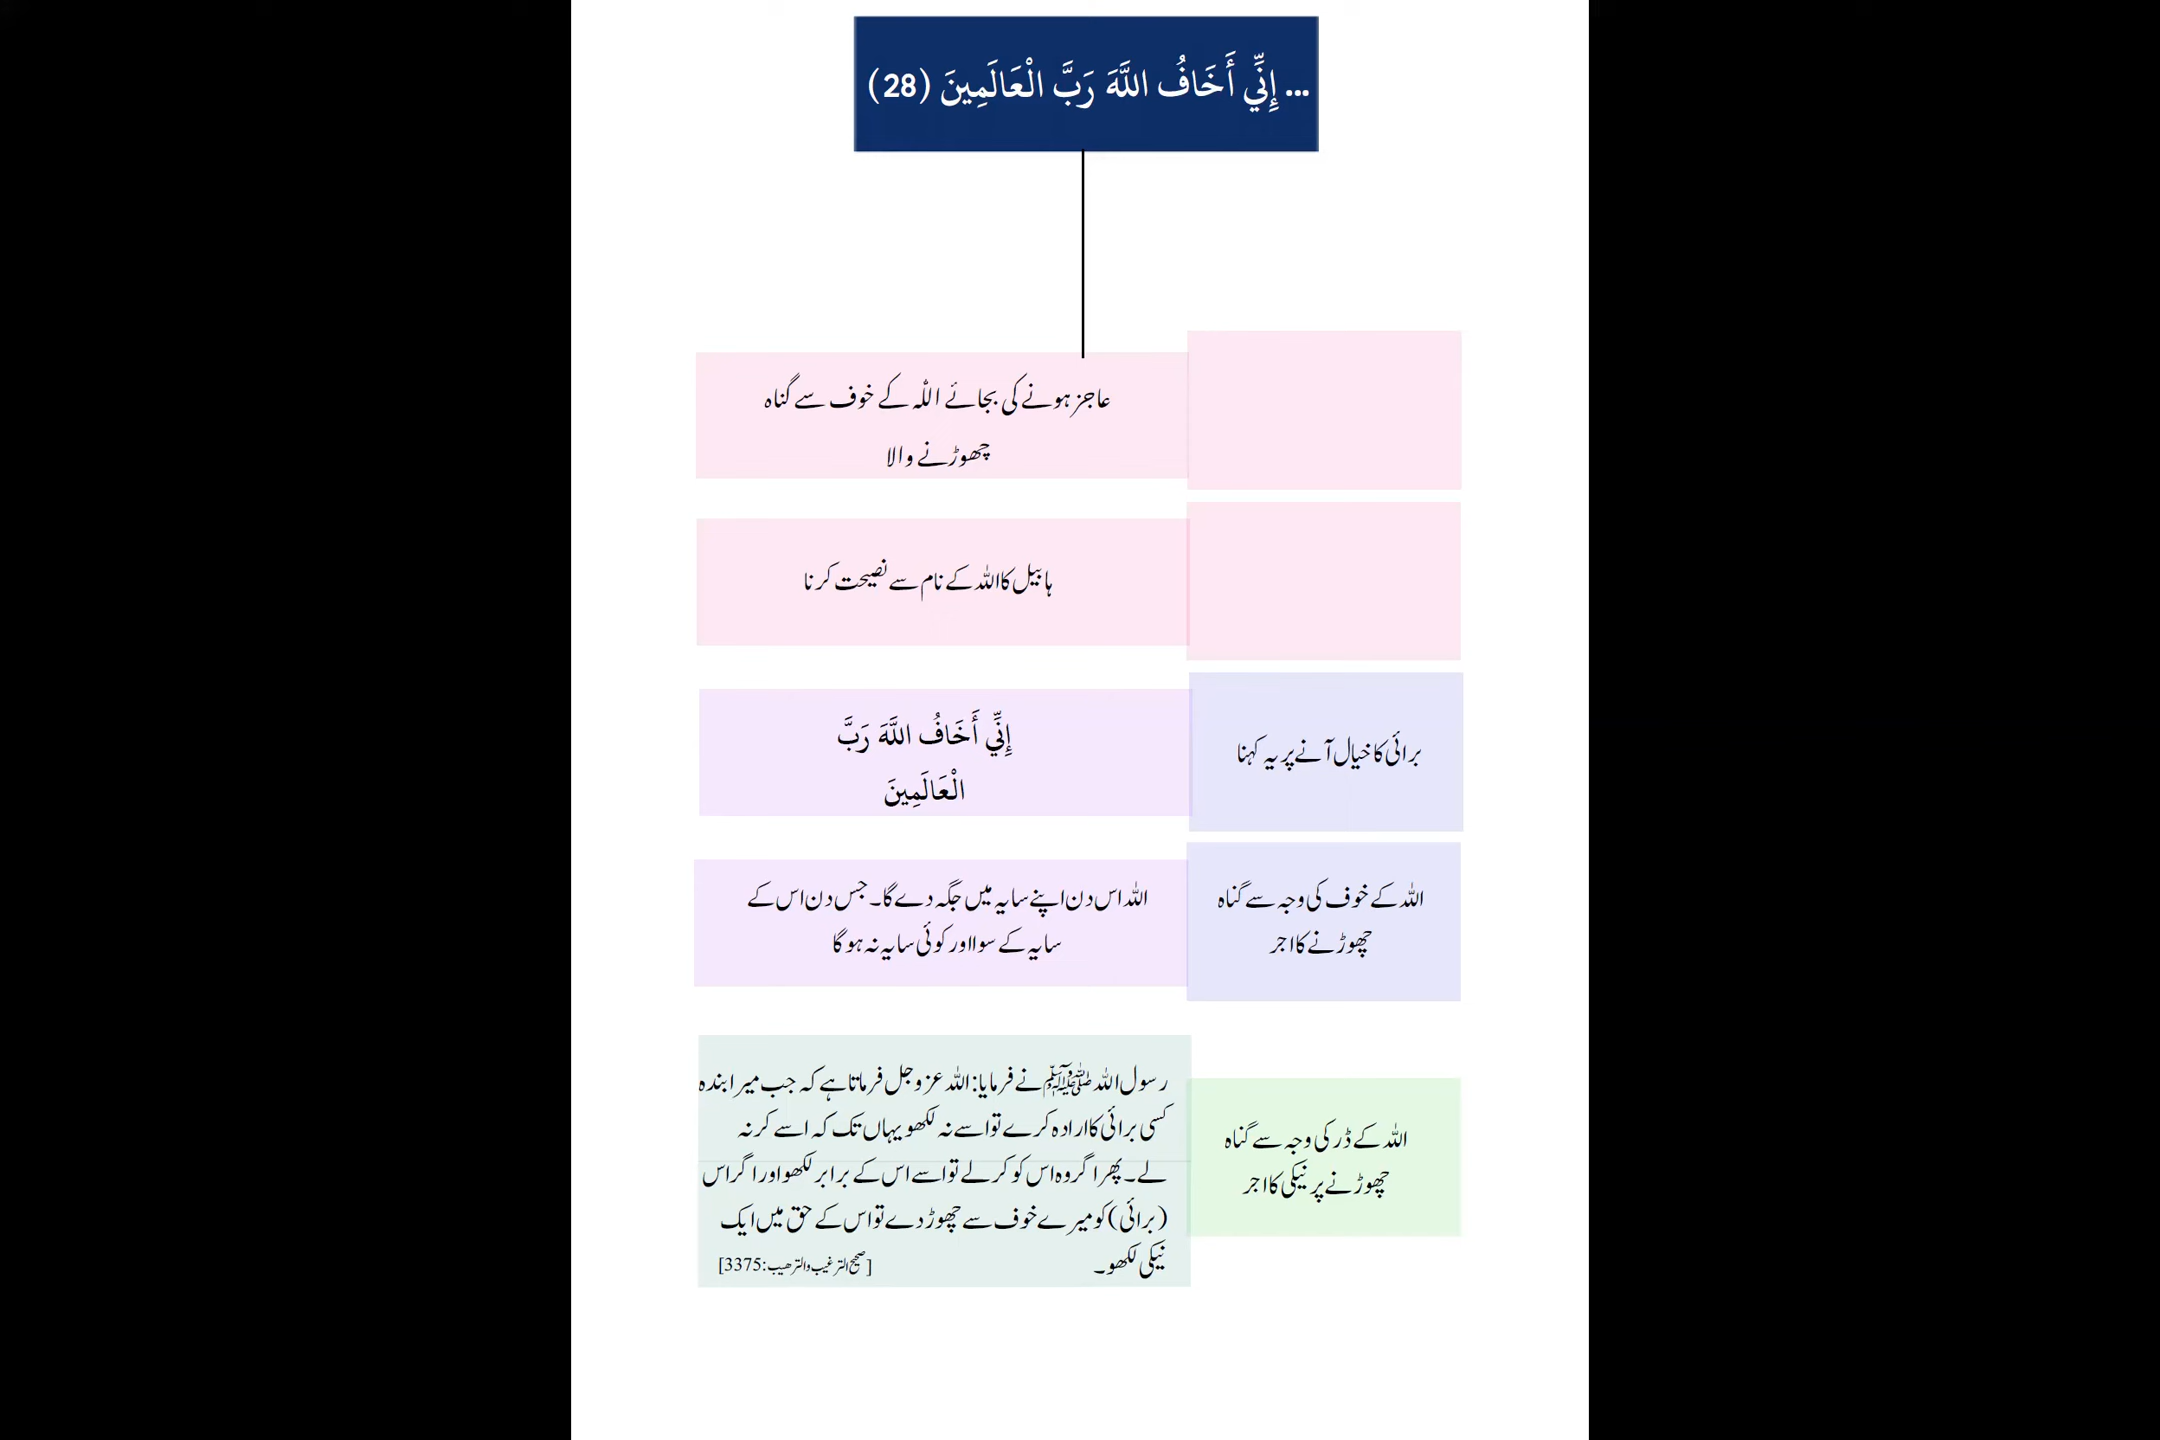 ... إِنِّي أَخَافُ اللَّهَ رَبَّ الْعَالَمِينَ (28)
عاجز ہونے کی بجائے اللہ کے خوف سے گناہ
چھوڑنے والا
ہابیل کا اللہ کے نام سے نصیحت کرنا
برائی کا خیال آنے پر یہ کہنا
إِنِّي أَخَافُ اللَّهَ رَبَّ
الْعَالَمِينَ
اللہ کے خوف کی وجہ سے گناہ
چھوڑنے کا اجر
اللہ اس دن اپنے سایہ میں جگہ دے گا۔ جس دن اس کے
سایہ کے سوا اور کوئی سایہ نہ ہو گا
اللہ کے ڈر کی وجہ سے گناہ
چھوڑنے پر نیکی کا اجر
رسول اللہ ﷺ نے فرمایا: اللہ عز و جل فرماتا ہے کہ جب میرا بندہ
کسی برائی کا ارادہ کرے تو اسے نہ لکھو یہاں تک کہ اسے کر نہ
لے۔ پھر اگر وہ اس کو کر لے تو اسے اس کے برابر لکھو اور اگر اس
(برائی) کو میرے خوف سے چھوڑ دے تو اس کے حق میں ایک
نیکی لکھو۔ [صحیح الترغیب والترھیب: 3375]